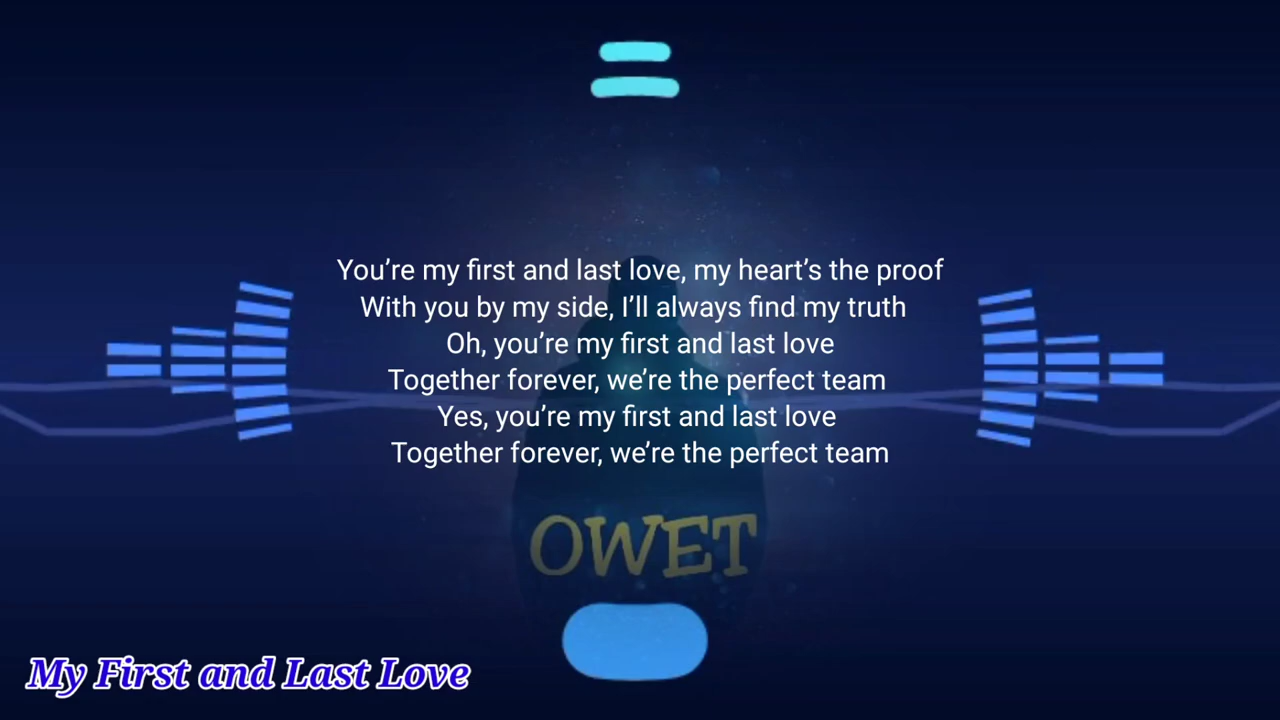 You’re my first and last love, my heart’s the proof
With you by my side, I’ll always find my truth
Oh, you’re my first and last love
Together forever, we’re the perfect team
Yes, you’re my first and last love
Together forever, we’re the perfect team
OWET
My First and Last Love